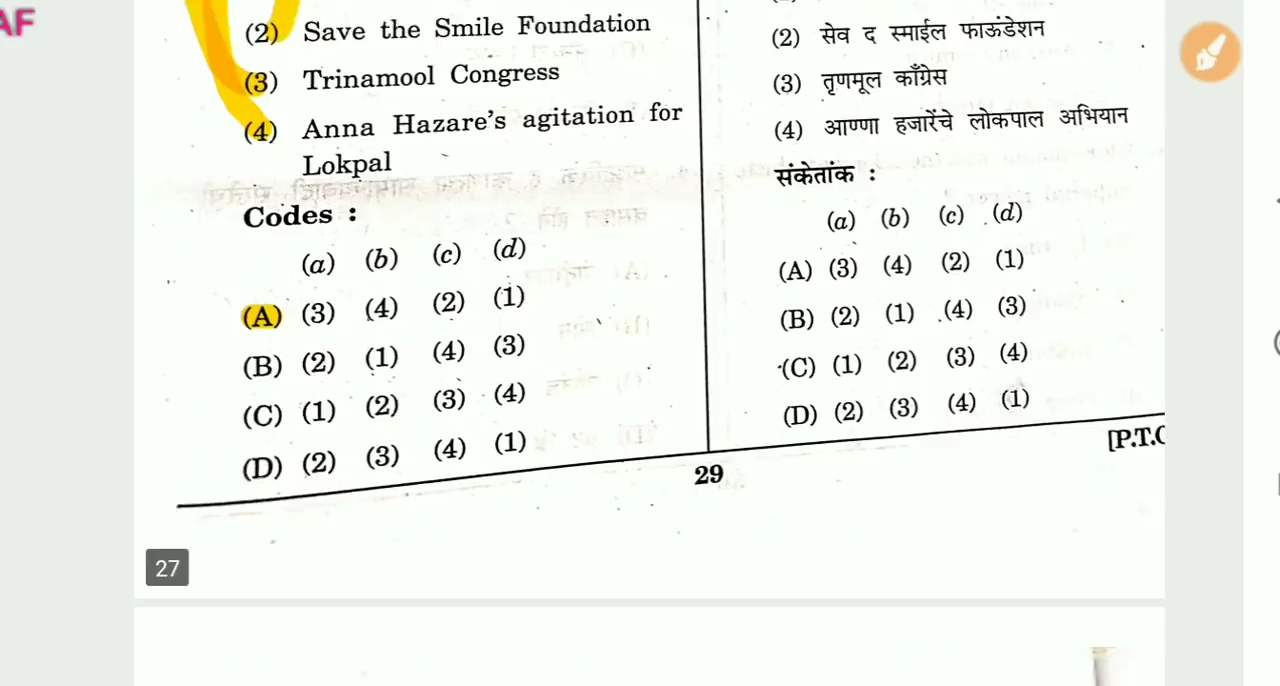 AF
(2) Save the Smile Foundation
(3) Trinamool Congress
(4) Anna Hazare's agitation for
Lokpal
Codes :
(a) (b) (c) (d)
(A) (3) (4) (2) (1)
(B) (2) (1) (4) (3)
(C) (1) (2) (3) (4)
(D) (2) (3) (4) (1)
(2) सेव द स्माईल फाऊंडेशन
(3) तृणमूल काँग्रेस
(4) आण्णा हजारेंचे लोकपाल अभियान
संकेतांक :
(a) (b) (c) (d)
(A) (3) (4) (2) (1)
(B) (2) (1) (4) (3)
(C) (1) (2) (3) (4)
(D) (2) (3) (4) (1)
29
[P.T.
27